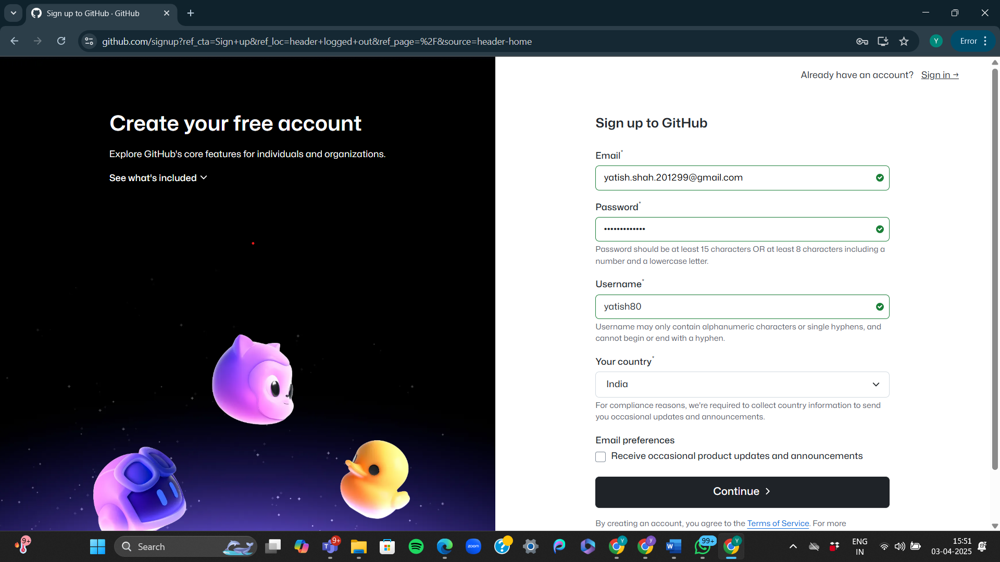 Sign up to GitHub · GitHub
github.com/signup?ref_cta=Sign+up&ref_loc=header+logged+out&ref_page=%2F&source=header-home
Y
Error
Already have an account? Sign in →
Create your free account
Explore GitHub's core features for individuals and organizations.
See what's included
Sign up to GitHub
Email*
yatish.shah.201299@gmail.com
Password*
•••••••••••••
Password should be at least 15 characters OR at least 8 characters including a
number and a lowercase letter.
Username*
yatish80
Username may only contain alphanumeric characters or single hyphens, and
cannot begin or end with a hyphen.
Your country*
India
For compliance reasons, we're required to collect country information to send
you occasional updates and announcements.
Email preferences
Receive occasional product updates and announcements
Continue
By creating an account, you agree to the Terms of Service. For more
9+
Search
9+
zoom
Y
Y
W
99+
Y
ENG
IN
15:51
03-04-2025